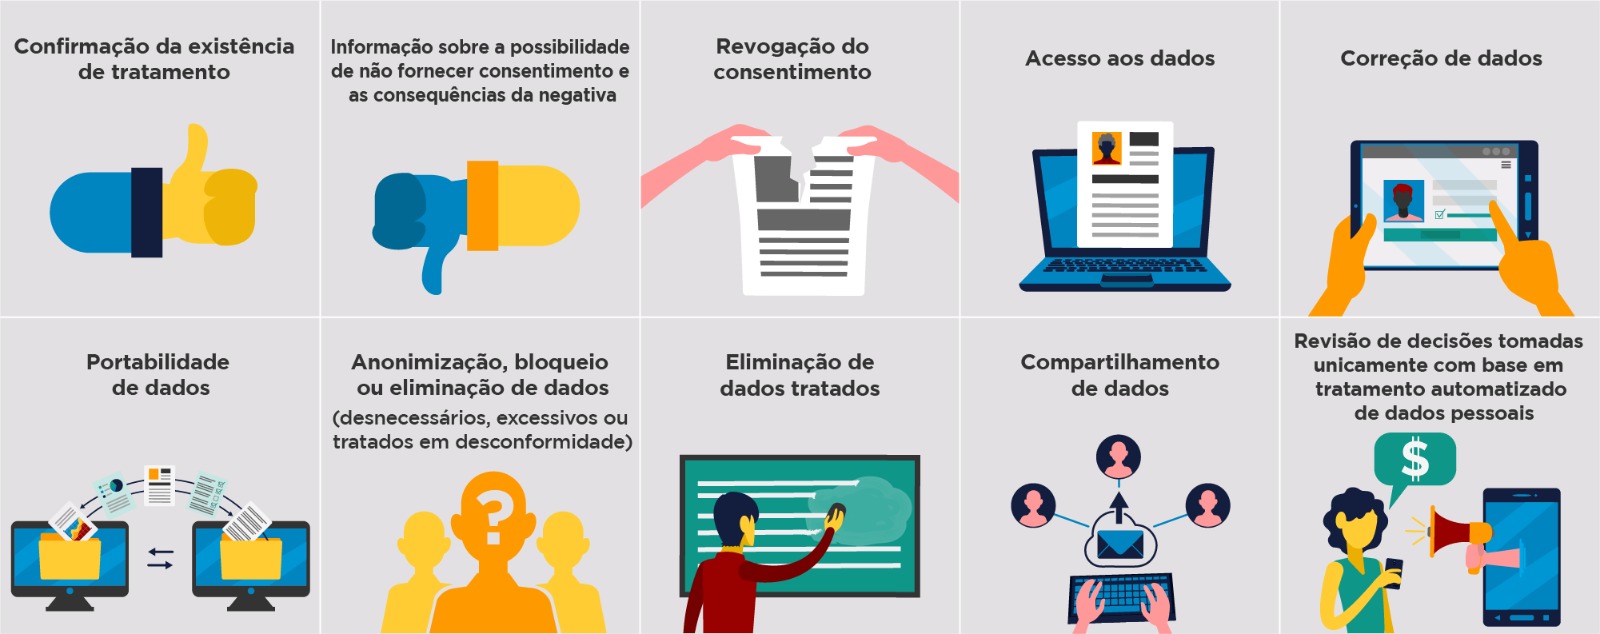 Confirmação da existência
de tratamento
Informação sobre a possibilidade
de não fornecer consentimento e
as consequências da negativa
Revogação do
consentimento
Acesso aos dados
Correção de dados
Portabilidade
de dados
Anonimização, bloqueio
ou eliminação de dados
(desnecessários, excessivos ou
tratados em desconformidade)
?
Eliminação de
dados tratados
Compartilhamento
de dados
Revisão de decisões tomadas
unicamente com base em
tratamento automatizado
de dados pessoais
$